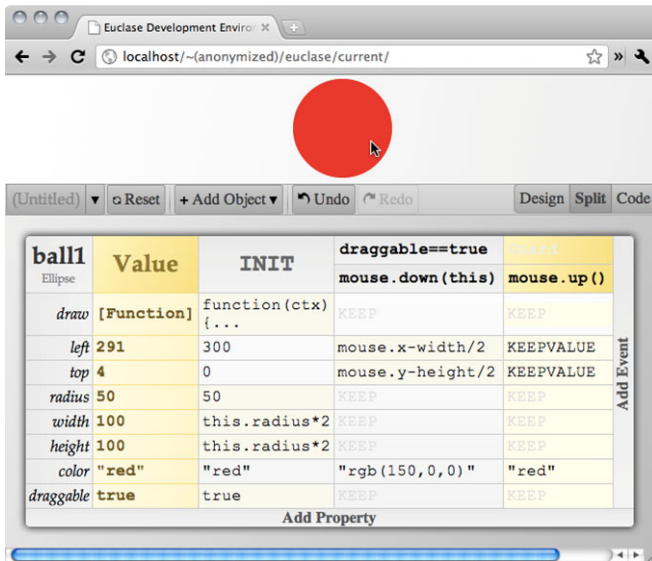 Euclase Development Enviror
localhost/~(anonymized)/euclase/current/
(Untitled) ▼ Reset + Add Object ▼ Undo Redo Design Split Code
ball1 Ellipse Value INIT draggable==true
mouse.down(this) mouse.up()
draw [Function] function(ctx) {... KEEP KEEP
left 291 300 mouse.x-width/2 KEEPVALUE
top 4 0 mouse.y-height/2 KEEPVALUE
radius 50 50 KEEP KEEP
width 100 this.radius*2 KEEP KEEP
height 100 this.radius*2 KEEP KEEP
color "red" "red" "rgb(150,0,0)" "red"
draggable true true KEEP KEEP
Add Event
Add Property